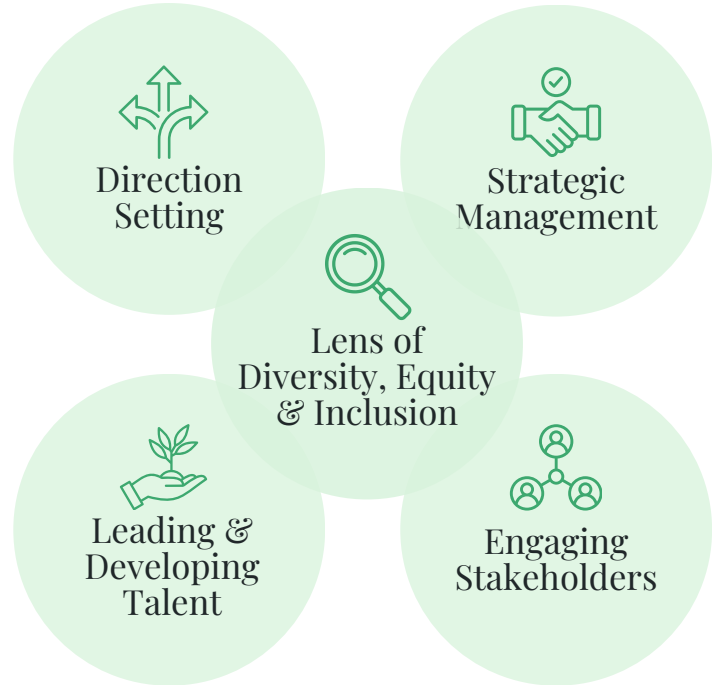 Direction
Setting
Strategic
Management
Lens of
Diversity, Equity
& Inclusion
Leading &
Developing
Talent
Engaging
Stakeholders